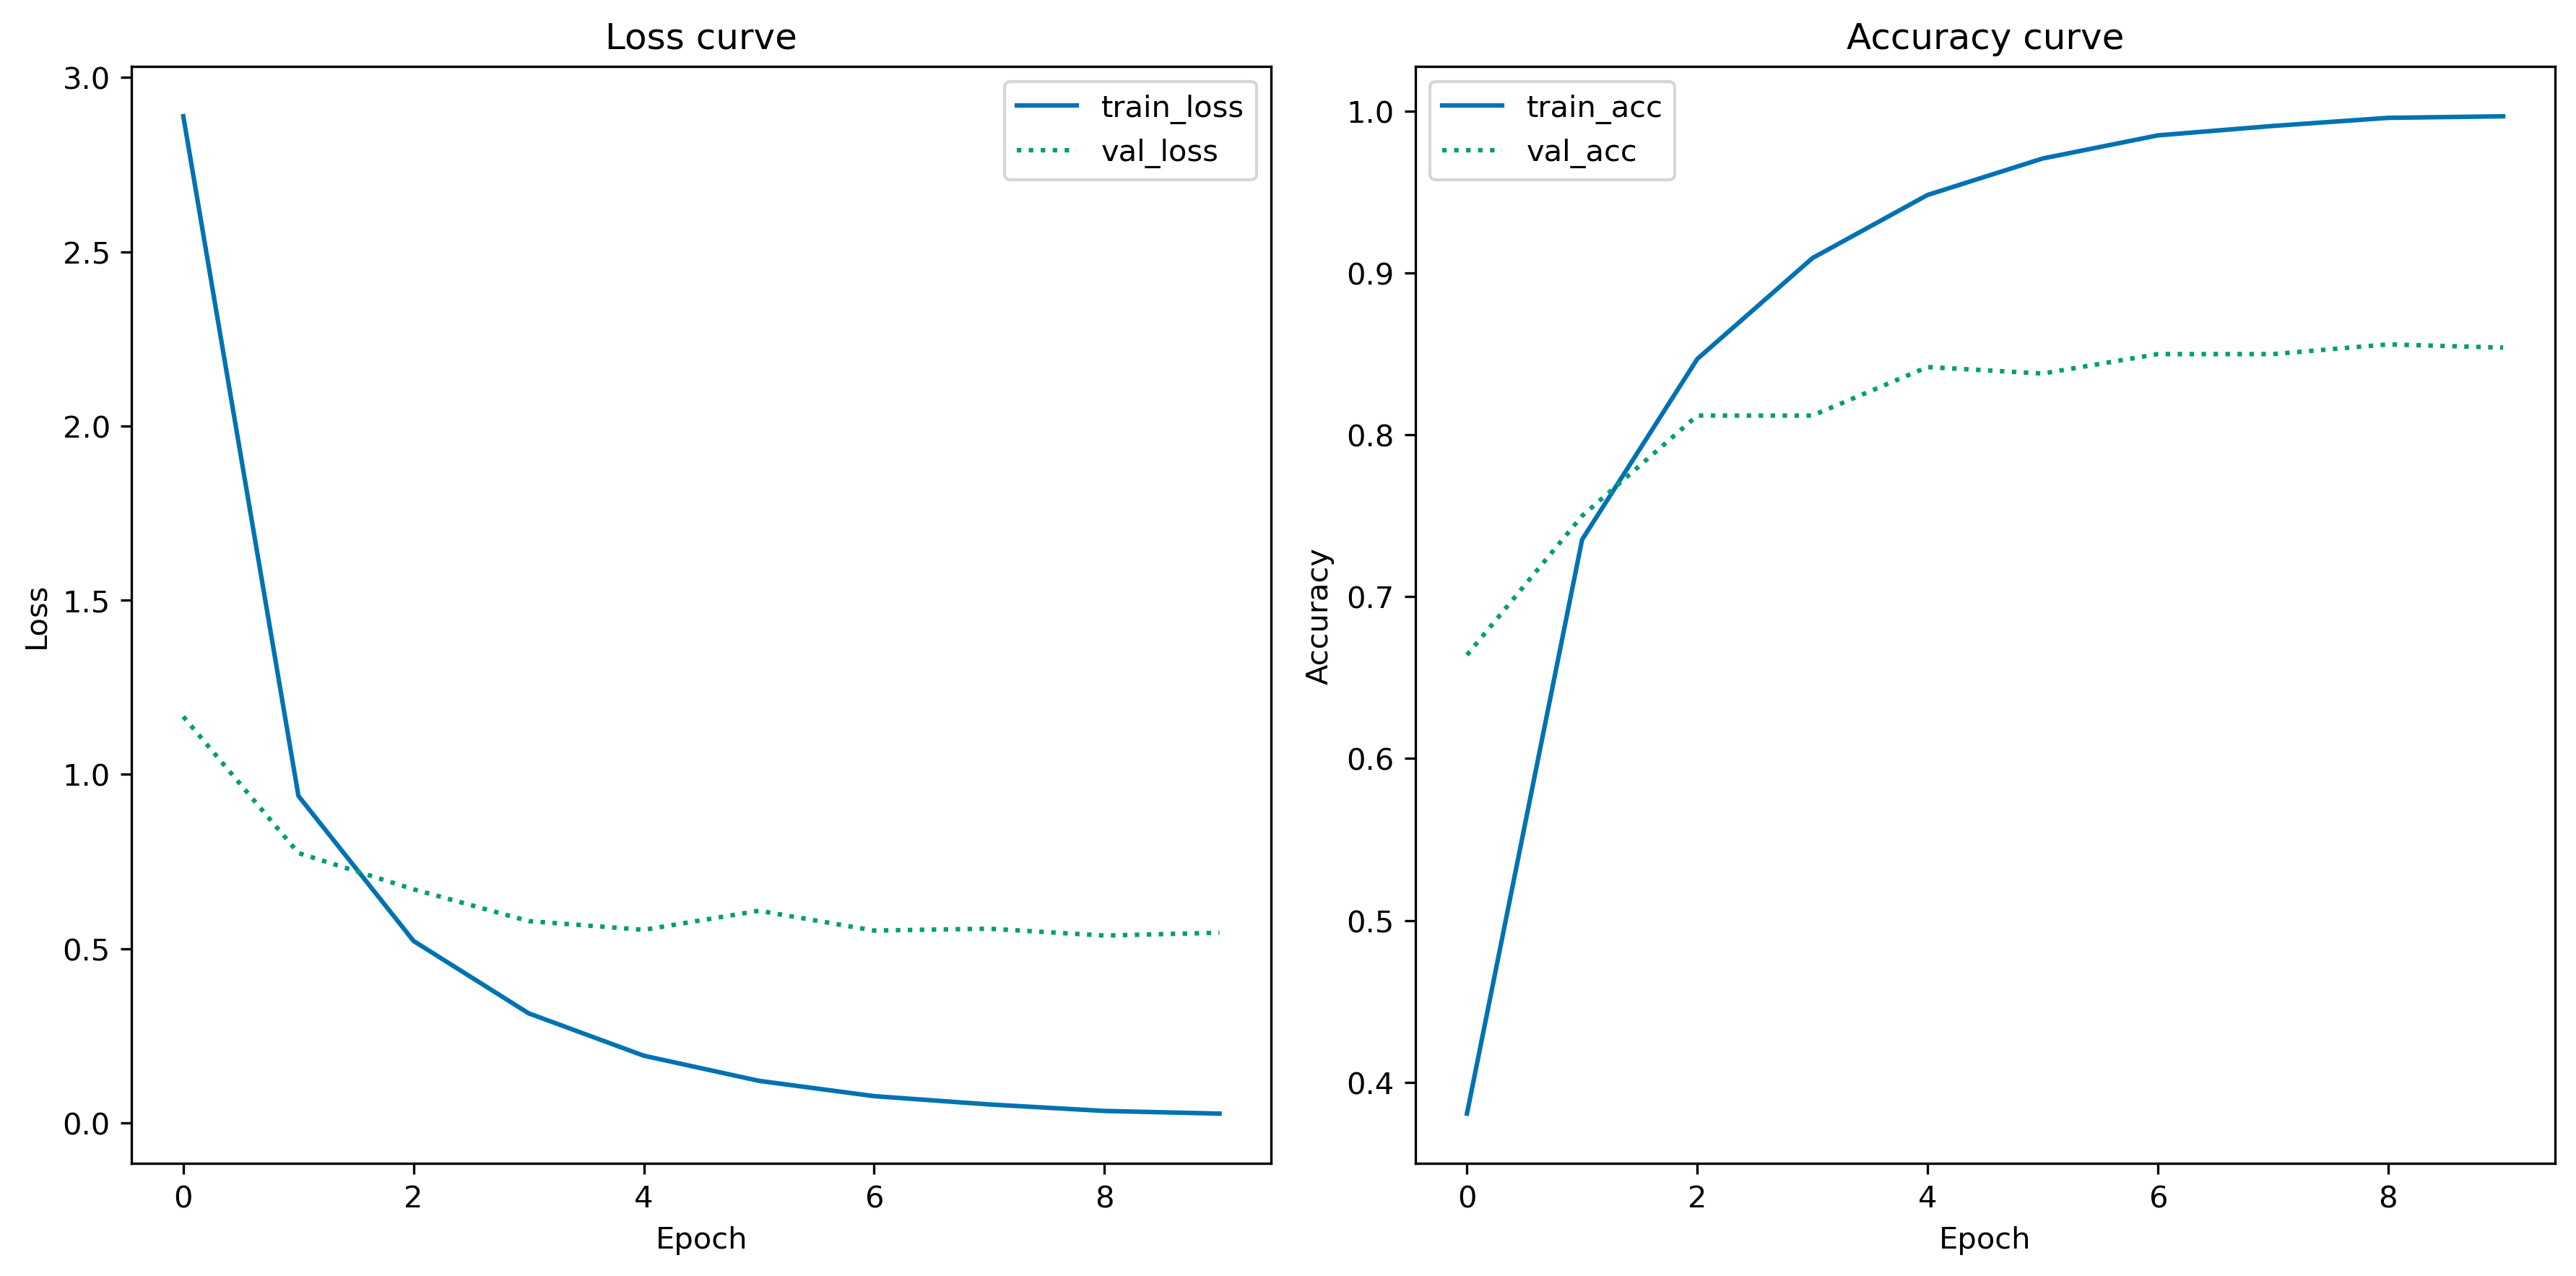 Loss curve
3.0
2.5
2.0
1.5
1.0
0.5
0.0
Loss
train_loss
val_loss
0 2 4 6 8
Epoch
Accuracy curve
1.0
0.9
0.8
0.7
0.6
0.5
0.4
Accuracy
train_acc
val_acc
0 2 4 6 8
Epoch